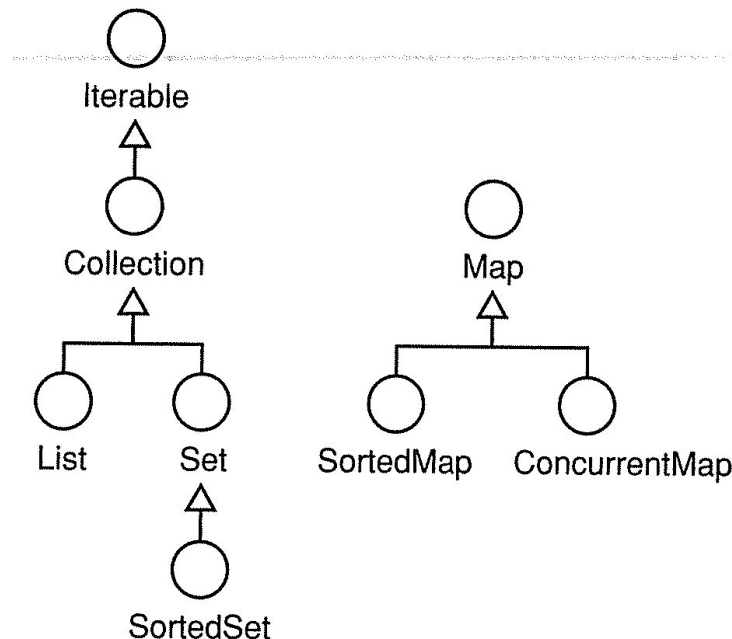 Iterable
Collection
Map
List
Set
SortedMap
ConcurrentMap
SortedSet